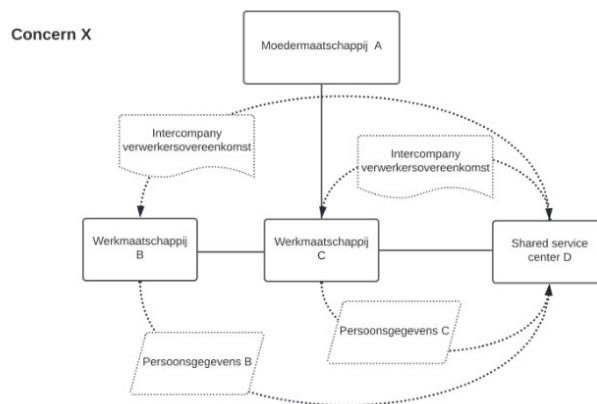 Concern X
Moedermaatschappij A
Intercompany
verwerkersovereenkomst
Intercompany
verwerkersovereenkomst
Werkmaatschappij
B
Werkmaatschappij
C
Shared service
center D
Persoonsgegevens C
Persoonsgegevens B